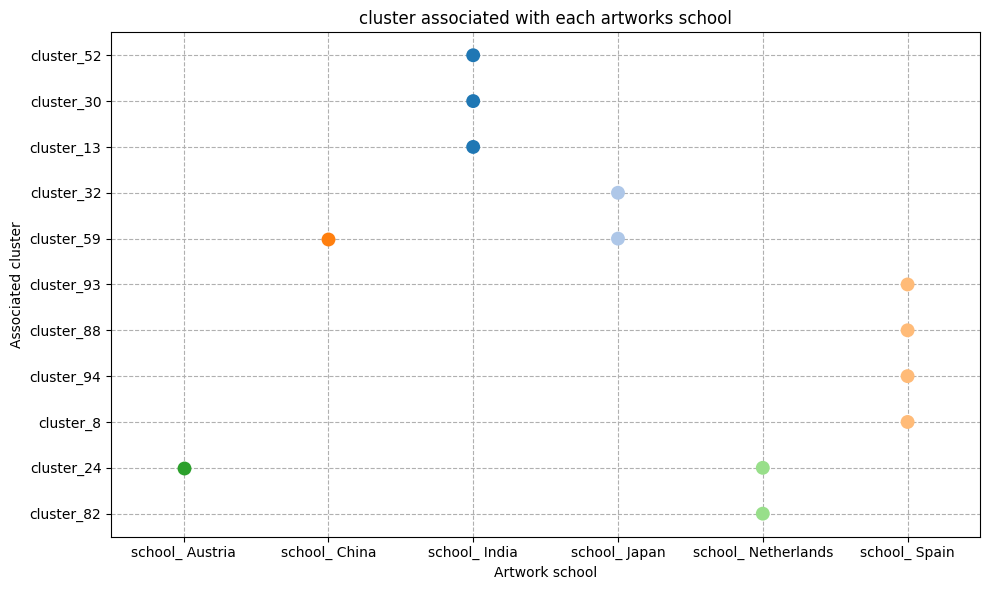 cluster associated with each artworks school
Associated cluster
cluster_52
cluster_30
cluster_13
cluster_32
cluster_59
cluster_93
cluster_88
cluster_94
cluster_8
cluster_24
cluster_82
school_ Austria
school_ China
school_ India
school_ Japan
school_ Netherlands
school_ Spain
Artwork school